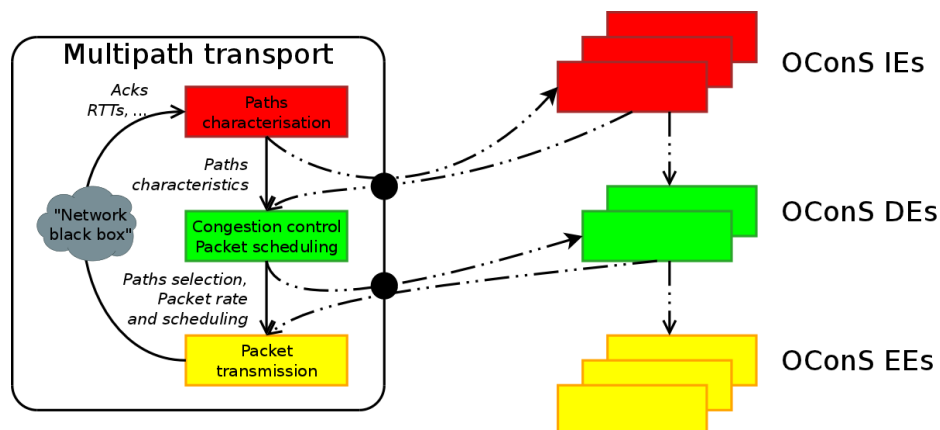 Multipath transport
Acks
RTTs, ...
Paths
characterisation
Paths
characteristics
"Network
black box"
Congestion control
Packet scheduling
Paths selection,
Packet rate
and scheduling
Packet
transmission
OConS IEs
OConS DEs
OConS EEs